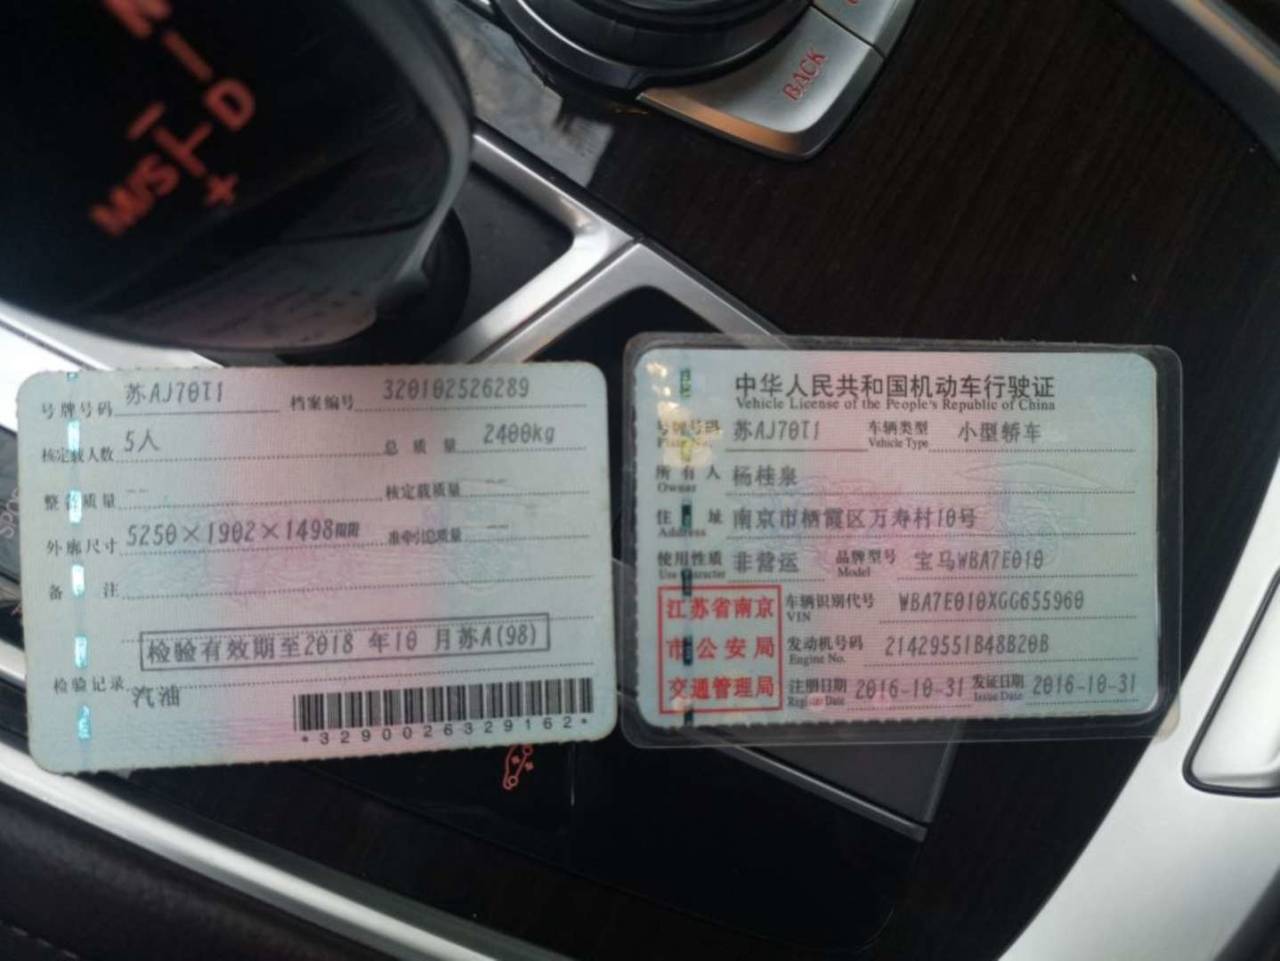 N
D
M/S
+
BACK
号牌号码 苏AJ70T1 档案编号 320102526289
核定载人数 5人 总质量 2400kg
整备质量 -- 核定载质量 --
外廓尺寸 5250×1902×1498 准牵引总质量 --
备注
检验有效期至2018 年10 月苏A(98)
检验记录
汽油
*3290026329162*
中华人民共和国机动车行驶证
Vehicle License of the People's Republic of China
号牌号码 苏AJ70T1 车辆类型 小型轿车
Plate No. Vehicle Type
所有人 杨桂泉
Owner
住址 南京市栖霞区万寿村10号
Address
使用性质 非营运 品牌型号 宝马WBA7E010
Use Character Model
江苏省南京
市公安局
交通管理局
车辆识别代号 WBA7E010XGG655960
VIN
发动机号码 21429551B48B20B
Engine No.
注册日期 2016-10-31 发证日期 2016-10-31
Register Date Issue Date